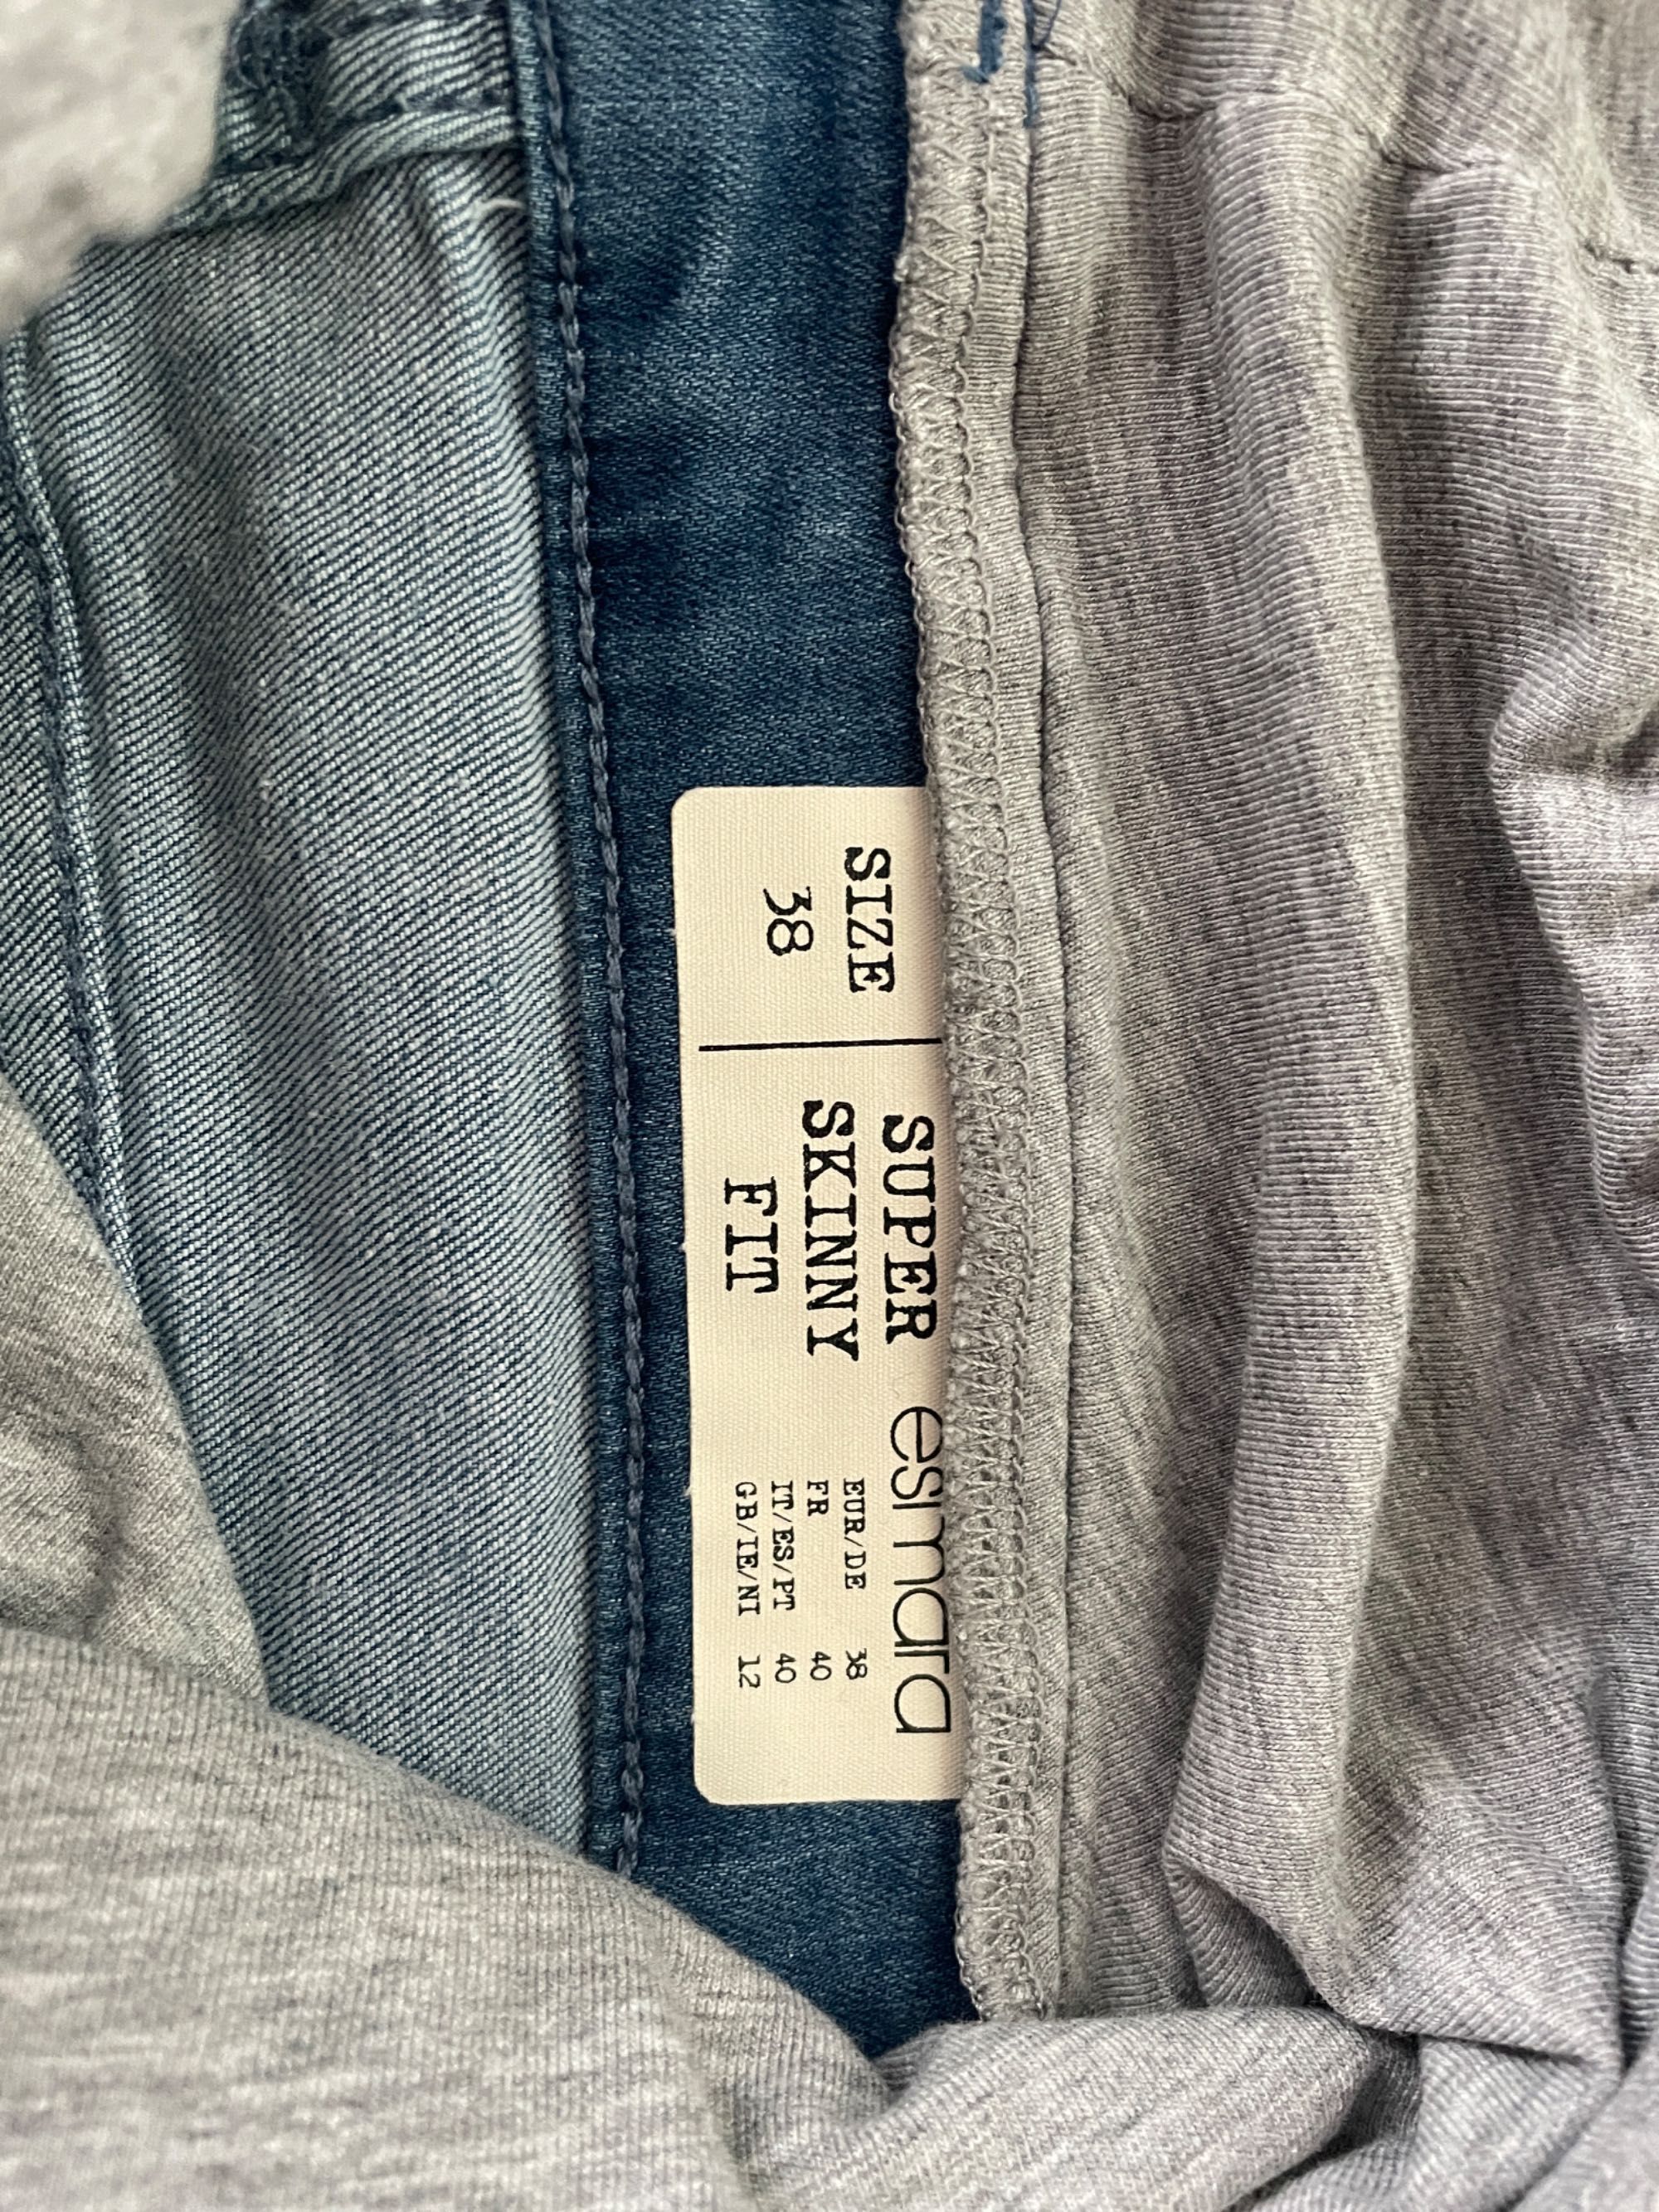 SIZE
38
SUPER
SKINNY
FIT
esmara
EUR/DE 38
FR 40
IT/ES/PT 40
GB/IE/NI 12